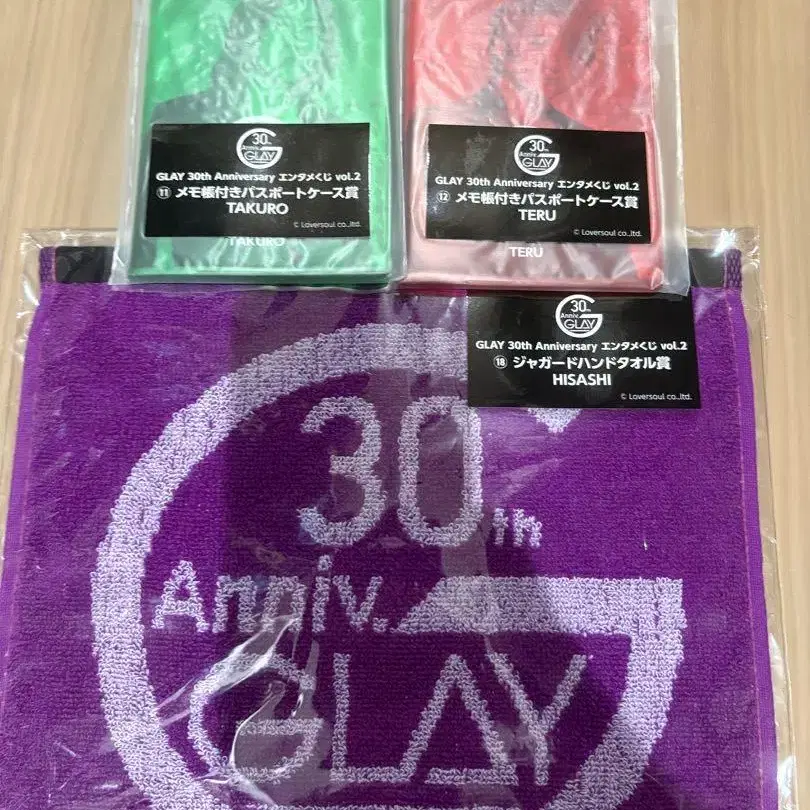 30th
Anniv.
GLAY
GLAY 30th Anniversary エンタメくじ vol.2
⑪ メモ帳付きパスポートケース賞
TAKURO
© Loversoul co.,ltd.
TAKURO
30th
Anniv.
GLAY
GLAY 30th Anniversary エンタメくじ vol.2
⑫ メモ帳付きパスポートケース賞
TERU
© Loversoul co.,ltd.
TERU
30th
Anniv.
GLAY
GLAY 30th Anniversary エンタメくじ vol.2
⑱ ジャガードハンドタオル賞
HISASHI
© Loversoul co.,ltd.
30th
Anniv.
GLAY